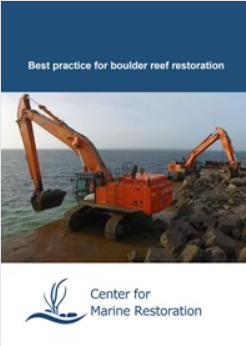 Best practice for boulder reef restoration
Center for
Marine Restoration